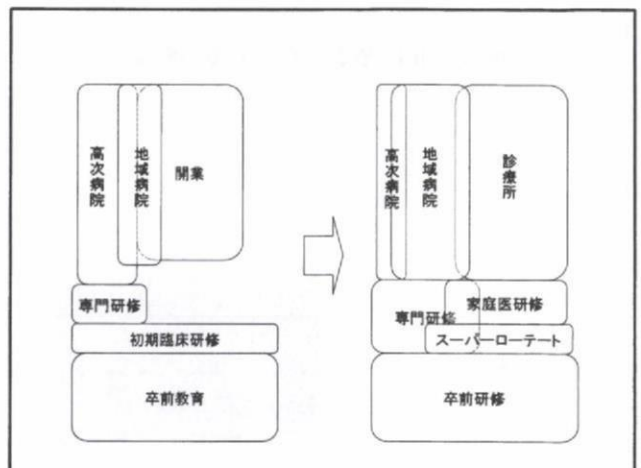 高次病院
地域病院
開業
専門研修
初期臨床研修
卒前教育
高次病院
地域病院
診療所
家庭医研修
専門研修
スーパーローテート
卒前研修